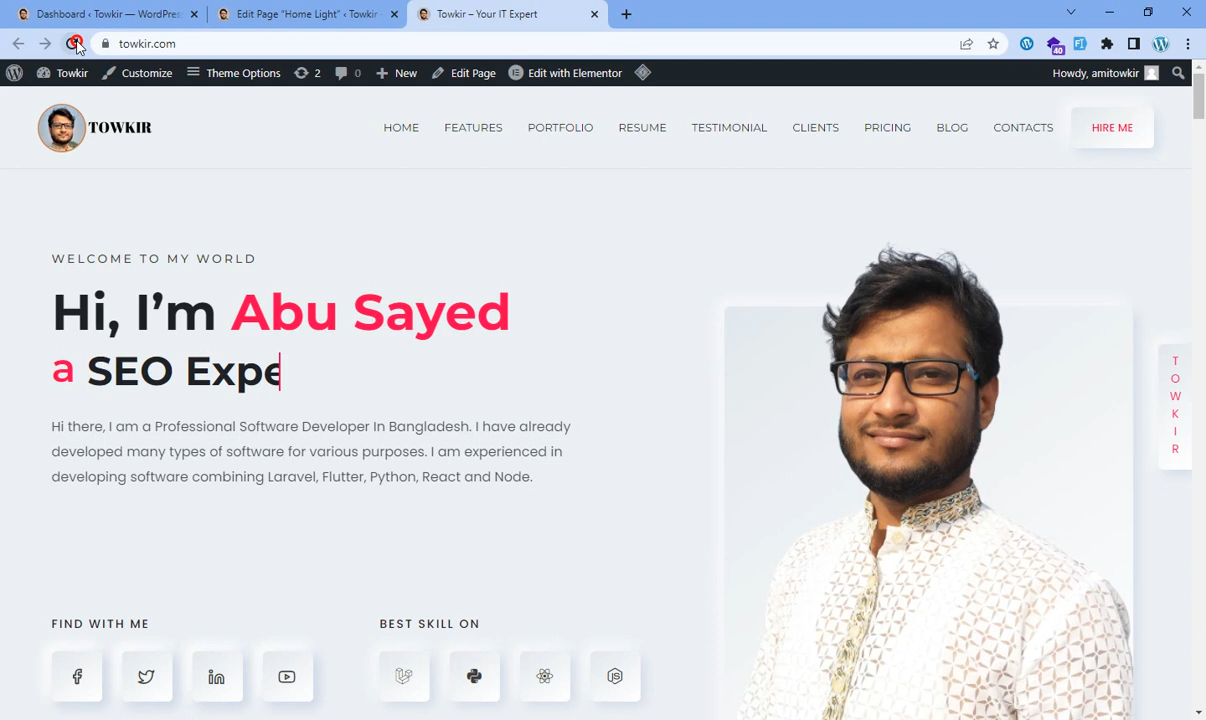 Dashboard ‹ Towkir — WordPres
Edit Page “Home Light” ‹ Towkir
Towkir – Your IT Expert
towkir.com
40
Towkir
Customize
Theme Options
2
0
New
Edit Page
Edit with Elementor
Howdy, amitowkir
TOWKIR
HOME
FEATURES
PORTFOLIO
RESUME
TESTIMONIAL
CLIENTS
PRICING
BLOG
CONTACTS
HIRE ME
WELCOME TO MY WORLD
Hi, I’m Abu Sayed
a SEO Expe
Hi there, I am a Professional Software Developer In Bangladesh. I have already
developed many types of software for various purposes. I am experienced in
developing software combining Laravel, Flutter, Python, React and Node.
TOWKIR
FIND WITH ME
BEST SKILL ON